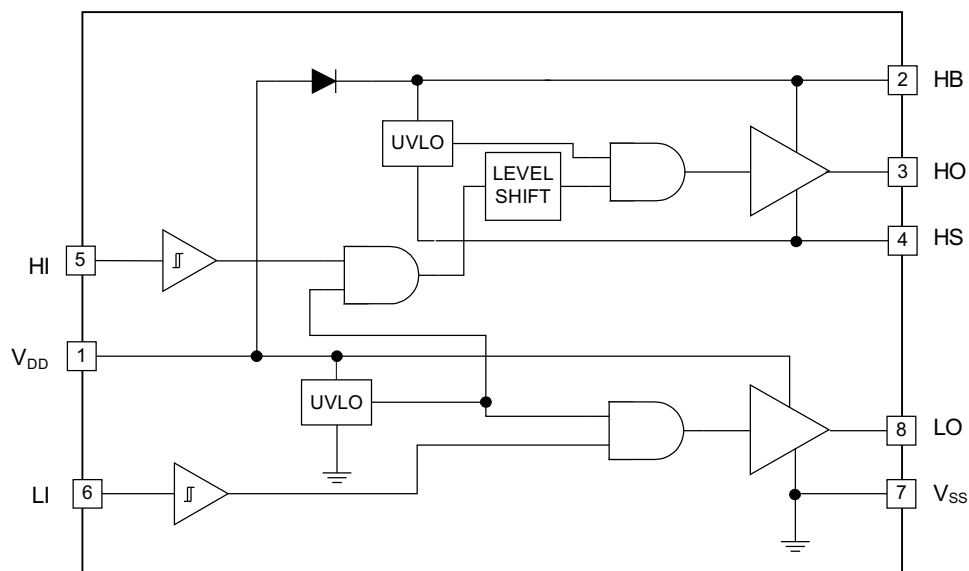 2 HB
UVLO
LEVEL
SHIFT
3 HO
4 HS
HI 5
VDD 1
UVLO
8 LO
LI 6
7 VSS